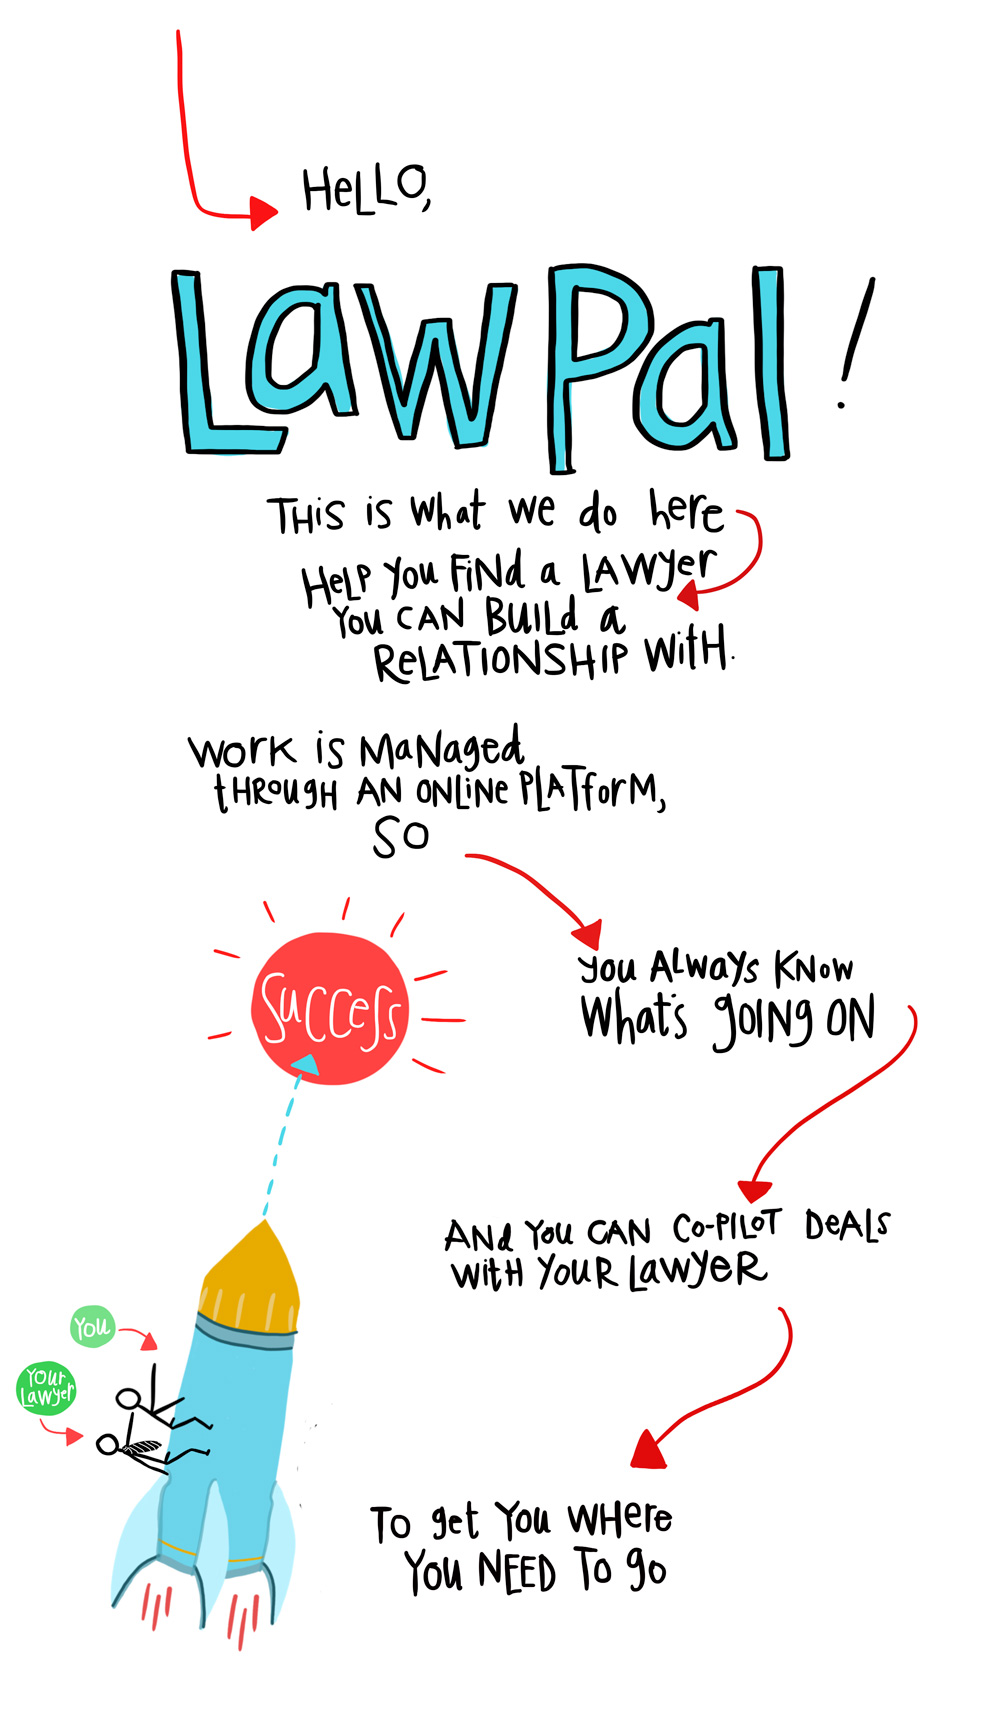 HeLLO,
LawPal!
THis is what we do here
HeLP you FiNd a LAWyer
You CAN BUILd a
ReLATIONSHIP WitH.
WORK is MaNaged
tHROugH AN ONLiNe PLATforM,
SO
Success
you ALwAys KNow
What's gOING ON
ANd You CAN CO-PILOT DeALs
WitH YOUR LAwyeR
You
Your
Lawyer
To get You WHere
You NEED To go